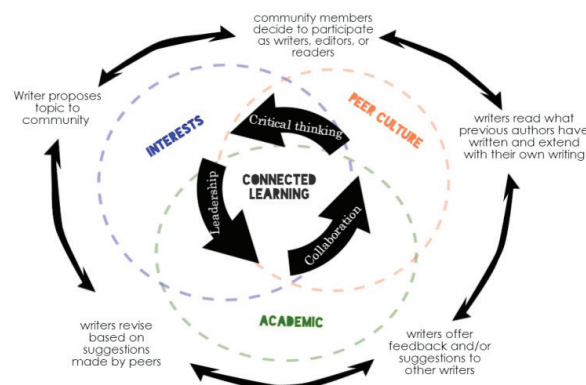 community members
decide to participate
as writers, editors, or
readers
Writer proposes
topic to
community
INTERESTS
Critical thinking
PEER CULTURE
writers read what
previous authors have
written and extend
with their own writing
CONNECTED
LEARNING
Leadership
Collaboration
ACADEMIC
writers revise
based on
suggestions
made by peers
writers offer
feedback and/or
suggestions to
other writers